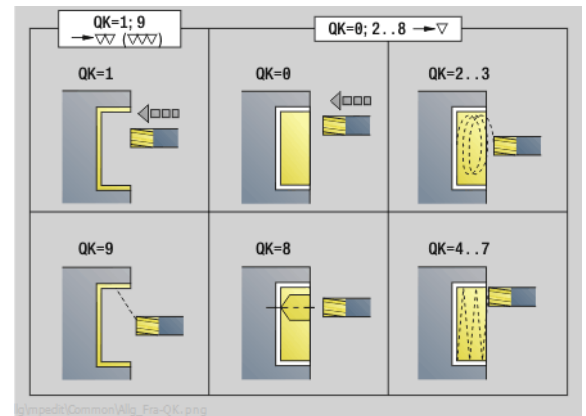 QK=1; 9
▽▽ (▽▽▽)
QK=0; 2..8 → ▽
QK=1
QK=0
QK=2..3
QK=9
QK=8
QK=4..7